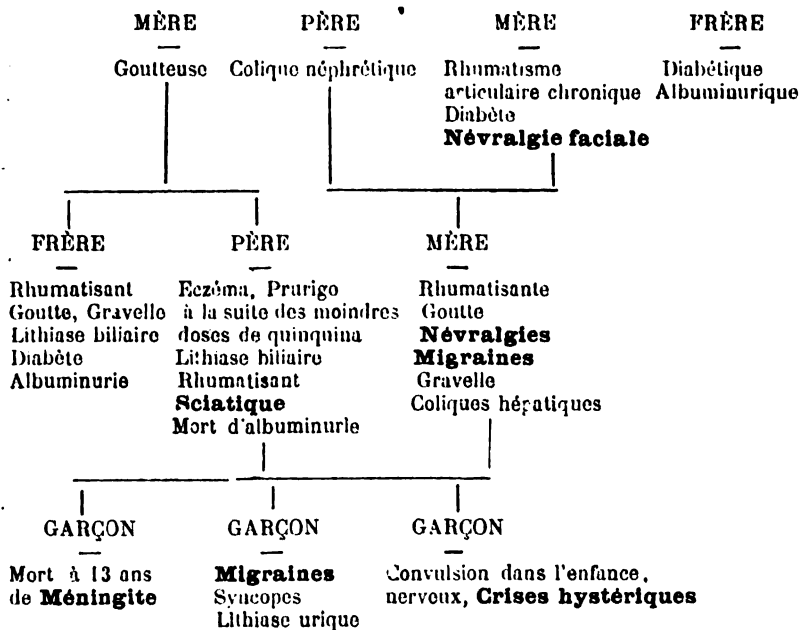 MÈRE PÈRE MÈRE FRÈRE
Goutteuse Colique néphrétique Rhumatisme Diabétique
articulaire chronique Albuminurique
Diabète
Névralgie faciale
FRÈRE PÈRE MÈRE
Rhumatisant Eczéma, Prurigo Rhumatisante
Goutte, Gravelle à la suite des moindres Goutte
Lithiase biliaire doses de quinquina Névralgies
Diabète Lithiase biliaire Migraines
Albuminurie Rhumatisant Gravelle
Sciatique Coliques hépatiques
Mort d'albuminurie
GARÇON GARÇON GARÇON
Mort à 13 ans Migraines Convulsion dans l'enfance,
de Méningite Syncopes nerveux, Crises hystériques
Lithiase urique